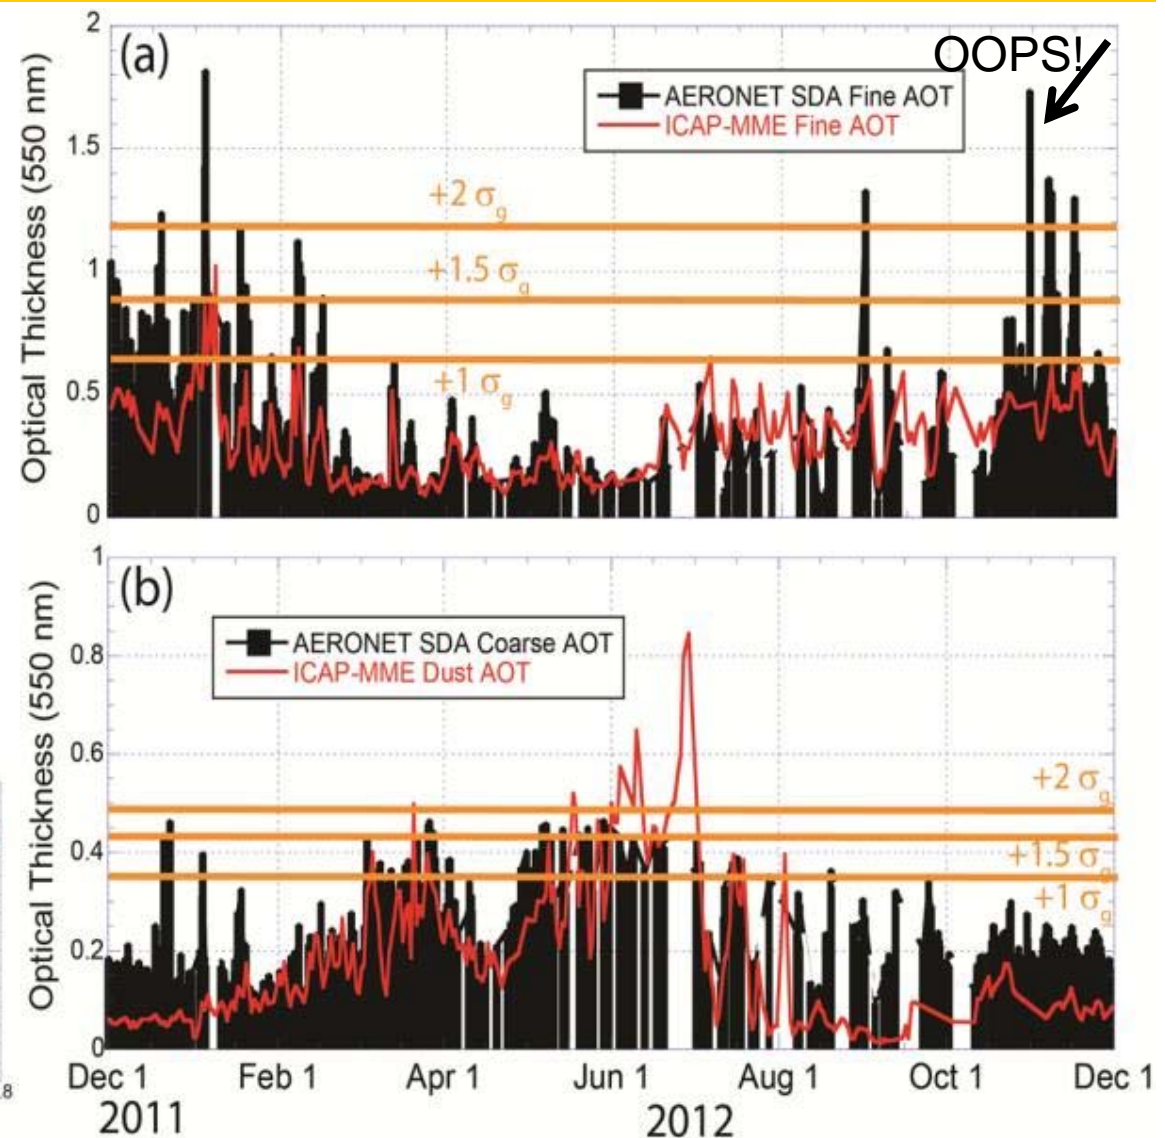 (a)
OOPS!
AERONET SDA Fine AOT
ICAP-MME Fine AOT
Optical Thickness (550 nm)
2
1.5
1
0.5
0
+2 σg
+1.5 σg
+1 σg
(b)
AERONET SDA Coarse AOT
ICAP-MME Dust AOT
Optical Thickness (550 nm)
1
0.8
0.6
0.4
0.2
0
+2 σg
+1.5 σg
+1 σg
Dec 1 Feb 1 Apr 1 Jun 1 Aug 1 Oct 1 Dec 1
2011 2012
8